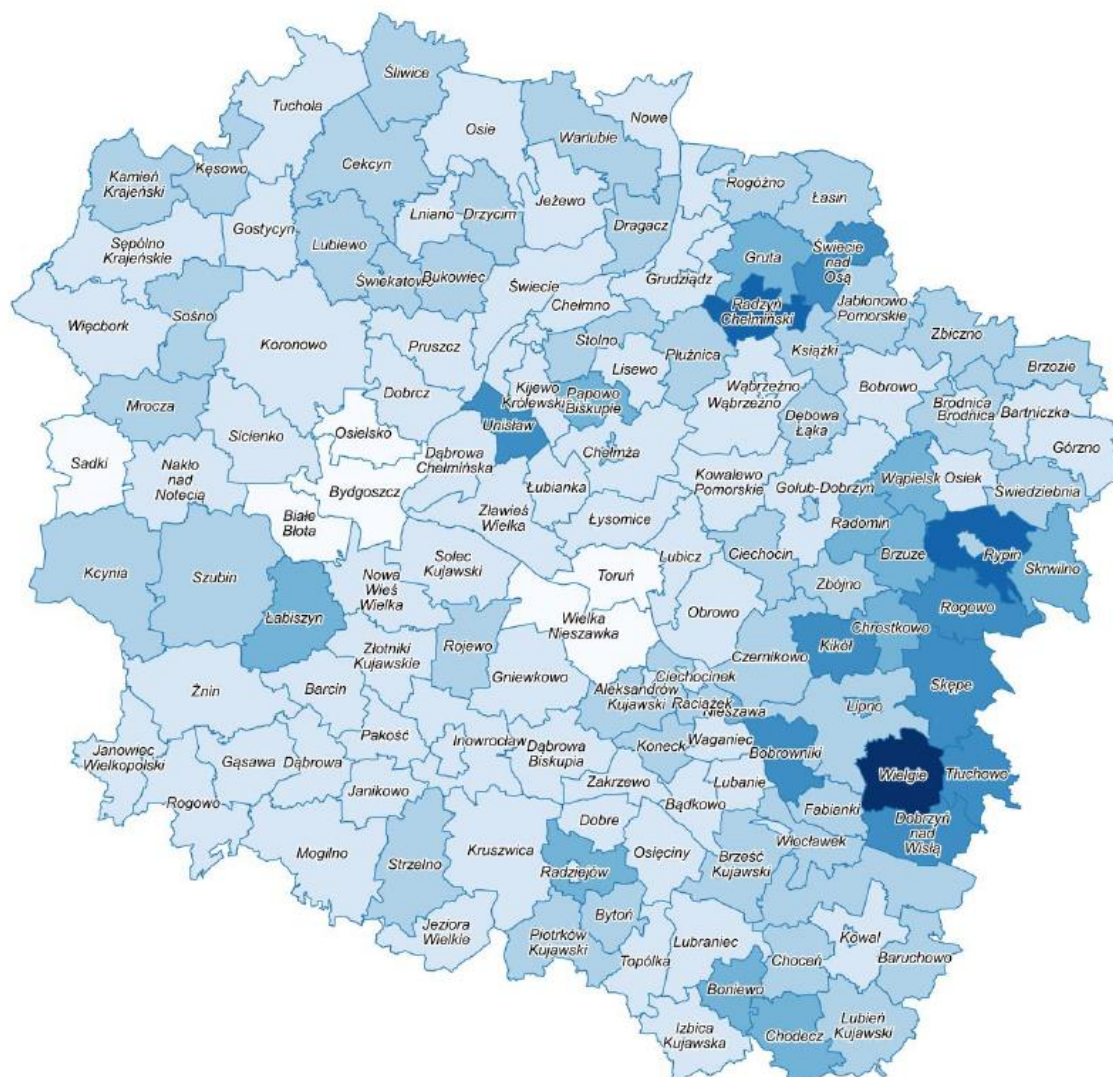 Śliwice
Tuchola
Nowe
Osie
Warlubie
Cekcyn
Kęsowo
Kamień
Krajeński
Rogóźno
Łasin
Jeżewo
Lniano
Drzycim
Dragacz
Gostycyn
Lubiewo
Sępólno
Krajeńskie
Gruta
Świecie
nad
Osą
Grudziądz
Świekatowo
Bukowiec
Świecie
Chełmno
Radzyń
Chełmiński
Jabłonowo
Pomorskie
Sośno
Więcbork
Koronowo
Pruszcz
Stolno
Lisewo
Płużnica
Książki
Zbiczno
Brzozie
Dobrcz
Kijewo
Królewski
Papowo
Biskupie
Wąbrzeźno
Wąbrzeźno
Bobrowo
Brodnica
Brodnica
Bartniczka
Mrocza
Unisław
Dębowa
Łąka
Sicienko
Osielsko
Dąbrowa
Chełmińska
Chełmża
Górzno
Sadki
Nakło
nad
Notecią
Bydgoszcz
Łubianka
Kowalewo
Pomorskie
Golub-Dobrzyń
Wąpielsk
Osiek
Świedziebnia
Białe
Błota
Zławieś
Wielka
Łysomice
Radomin
Ciechocin
Brzuze
Rypin
Skrwilno
Kcynia
Szubin
Nowa
Wieś
Wielka
Solec
Kujawski
Toruń
Lubicz
Zbójno
Łabiszyn
Wielka
Nieszawka
Obrowo
Rogowo
Złotniki
Kujawskie
Rojewo
Kikół
Chrostkowo
Czernikowo
Gniewkowo
Ciechocinek
Żnin
Barcin
Aleksandrów
Kujawski
Raciążek
Nieszawa
Skępe
Lipno
Janowiec
Wielkopolski
Gąsawa
Dąbrowa
Pakość
Inowrocław
Dąbrowa
Biskupia
Koneck
Waganiec
Bobrowniki
Wielgie
Tłuchowo
Rogowo
Janikowo
Zakrzewo
Bądkowo
Lubanie
Fabianki
Dobrzyń
nad
Wisłą
Dobre
Mogilno
Strzelno
Kruszwica
Radziejów
Osięciny
Brześć
Kujawski
Włocławek
Jeziora
Wielkie
Piotrków
Kujawski
Bytoń
Topólka
Lubraniec
Choceń
Kowal
Baruchowo
Boniewo
Izbica
Kujawska
Chodecz
Lubień
Kujawski